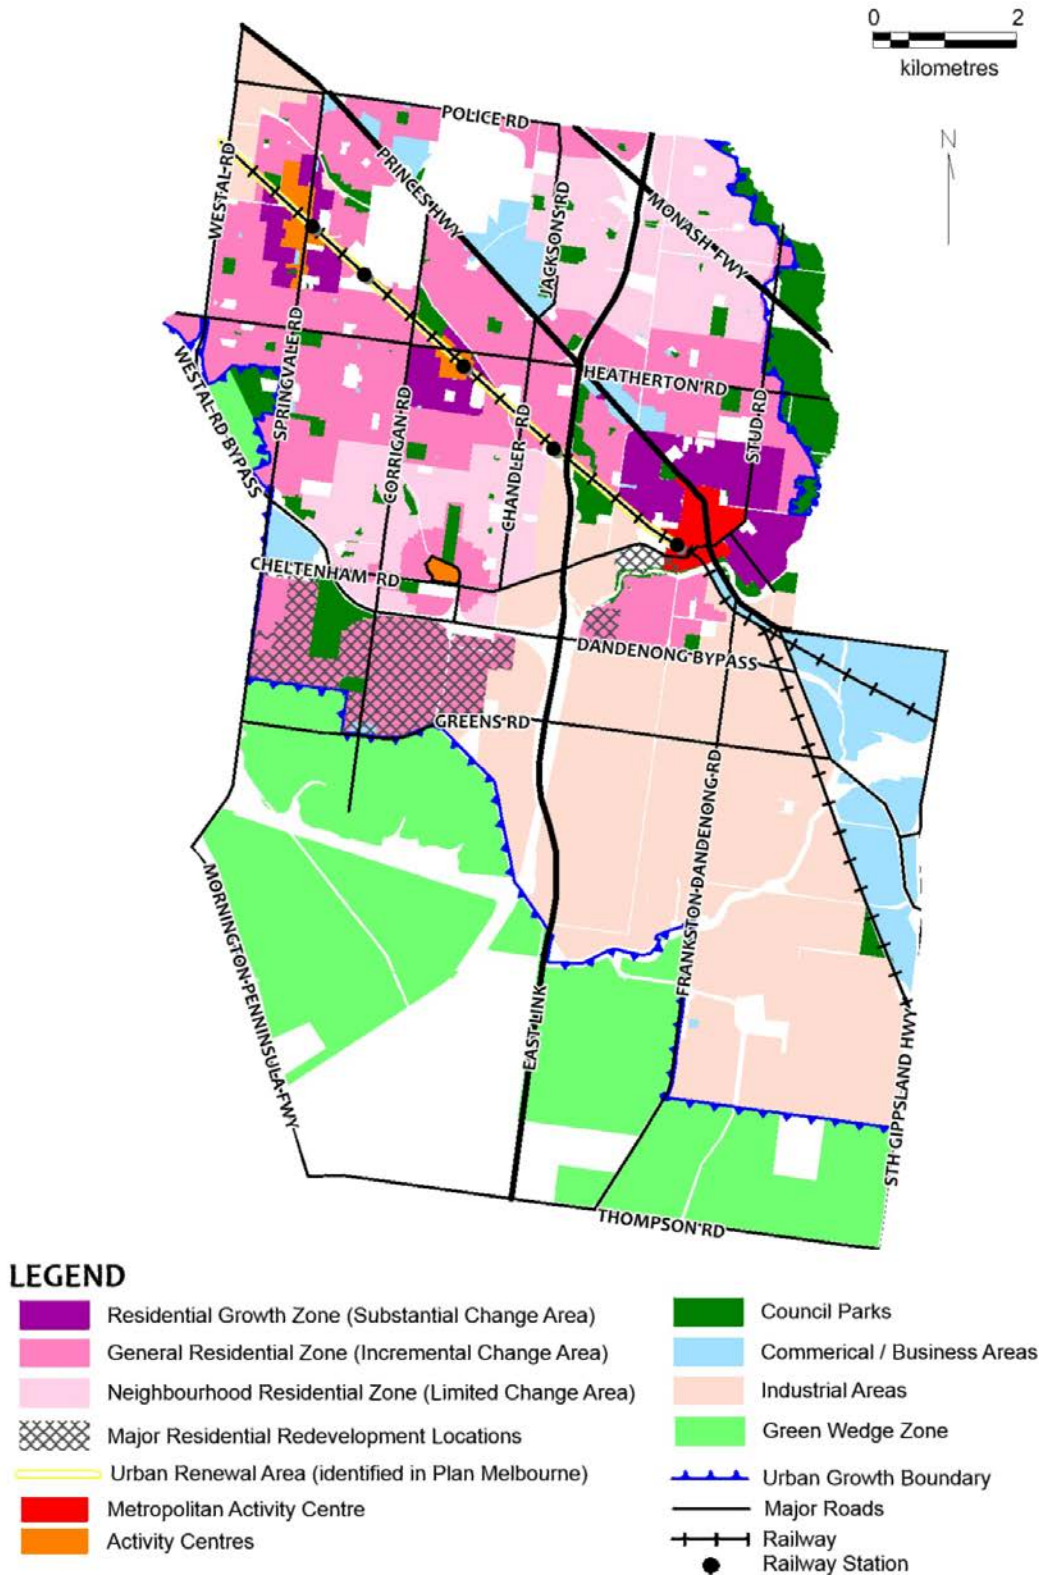 0 2
kilometres
N
POLICE RD
WESTAL RD
PRINCES HWY
JACKSONS RD
MONASH FWY
SPRINGVALE RD
WESTAL RD BYPASS
HEATHERTON RD
CORRIGAN RD
CHANDLER RD
STUD RD
CHELTENHAM RD
DANDENONG BYPASS
GREENS RD
FRANKSTON-DANDENONG RD
MORNINGTON PENNINSULA FWY
EAST LINK
STH GIPPSLAND HWY
THOMPSON RD
LEGEND
Residential Growth Zone (Substantial Change Area)
General Residential Zone (Incremental Change Area)
Neighbourhood Residential Zone (Limited Change Area)
Major Residential Redevelopment Locations
Urban Renewal Area (identified in Plan Melbourne)
Metropolitan Activity Centre
Activity Centres
Council Parks
Commerical / Business Areas
Industrial Areas
Green Wedge Zone
Urban Growth Boundary
Major Roads
Railway
Railway Station